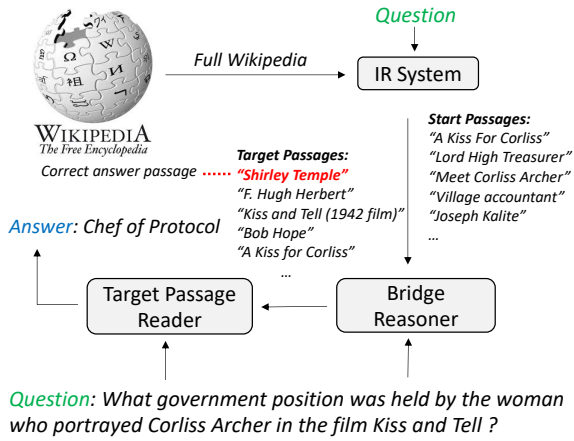 Question
Full Wikipedia
IR System
WIKIPEDIA
The Free Encyclopedia
Start Passages:
"A Kiss For Corliss"
"Lord High Treasurer"
"Meet Corliss Archer"
"Village accountant"
"Joseph Kalite"
...
Target Passages:
Correct answer passage "Shirley Temple"
"F. Hugh Herbert"
"Kiss and Tell (1942 film)"
"Bob Hope"
"A Kiss for Corliss"
...
Answer: Chef of Protocol
Target Passage
Reader
Bridge
Reasoner
Question: What government position was held by the woman
who portrayed Corliss Archer in the film Kiss and Tell ?